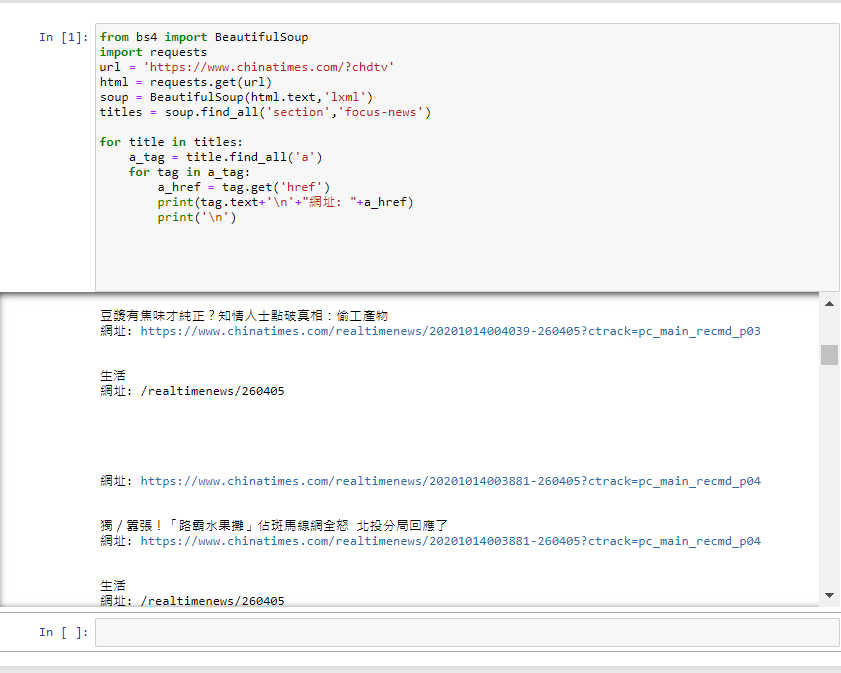 In [1]:
from bs4 import BeautifulSoup
import requests
url = 'https://www.chinatimes.com/?chdtv'
html = requests.get(url)
soup = BeautifulSoup(html.text,'lxml')
titles = soup.find_all('section','focus-news')
for title in titles:
    a_tag = title.find_all('a')
    for tag in a_tag:
        a_href = tag.get('href')
        print(tag.text+'\n'+"網址: "+a_href)
        print('\n')
豆漿有焦味才純正？知情人士點破真相：偷工產物
網址: https://www.chinatimes.com/realtimenews/20201014004039-260405?ctrack=pc_main_recmd_p03
生活
網址: /realtimenews/260405
網址: https://www.chinatimes.com/realtimenews/20201014003881-260405?ctrack=pc_main_recmd_p04
獨／囂張！「路霸水果攤」佔斑馬線網全怒 北投分局回應了
網址: https://www.chinatimes.com/realtimenews/20201014003881-260405?ctrack=pc_main_recmd_p04
生活
網址: /realtimenews/260405
In [ ]: